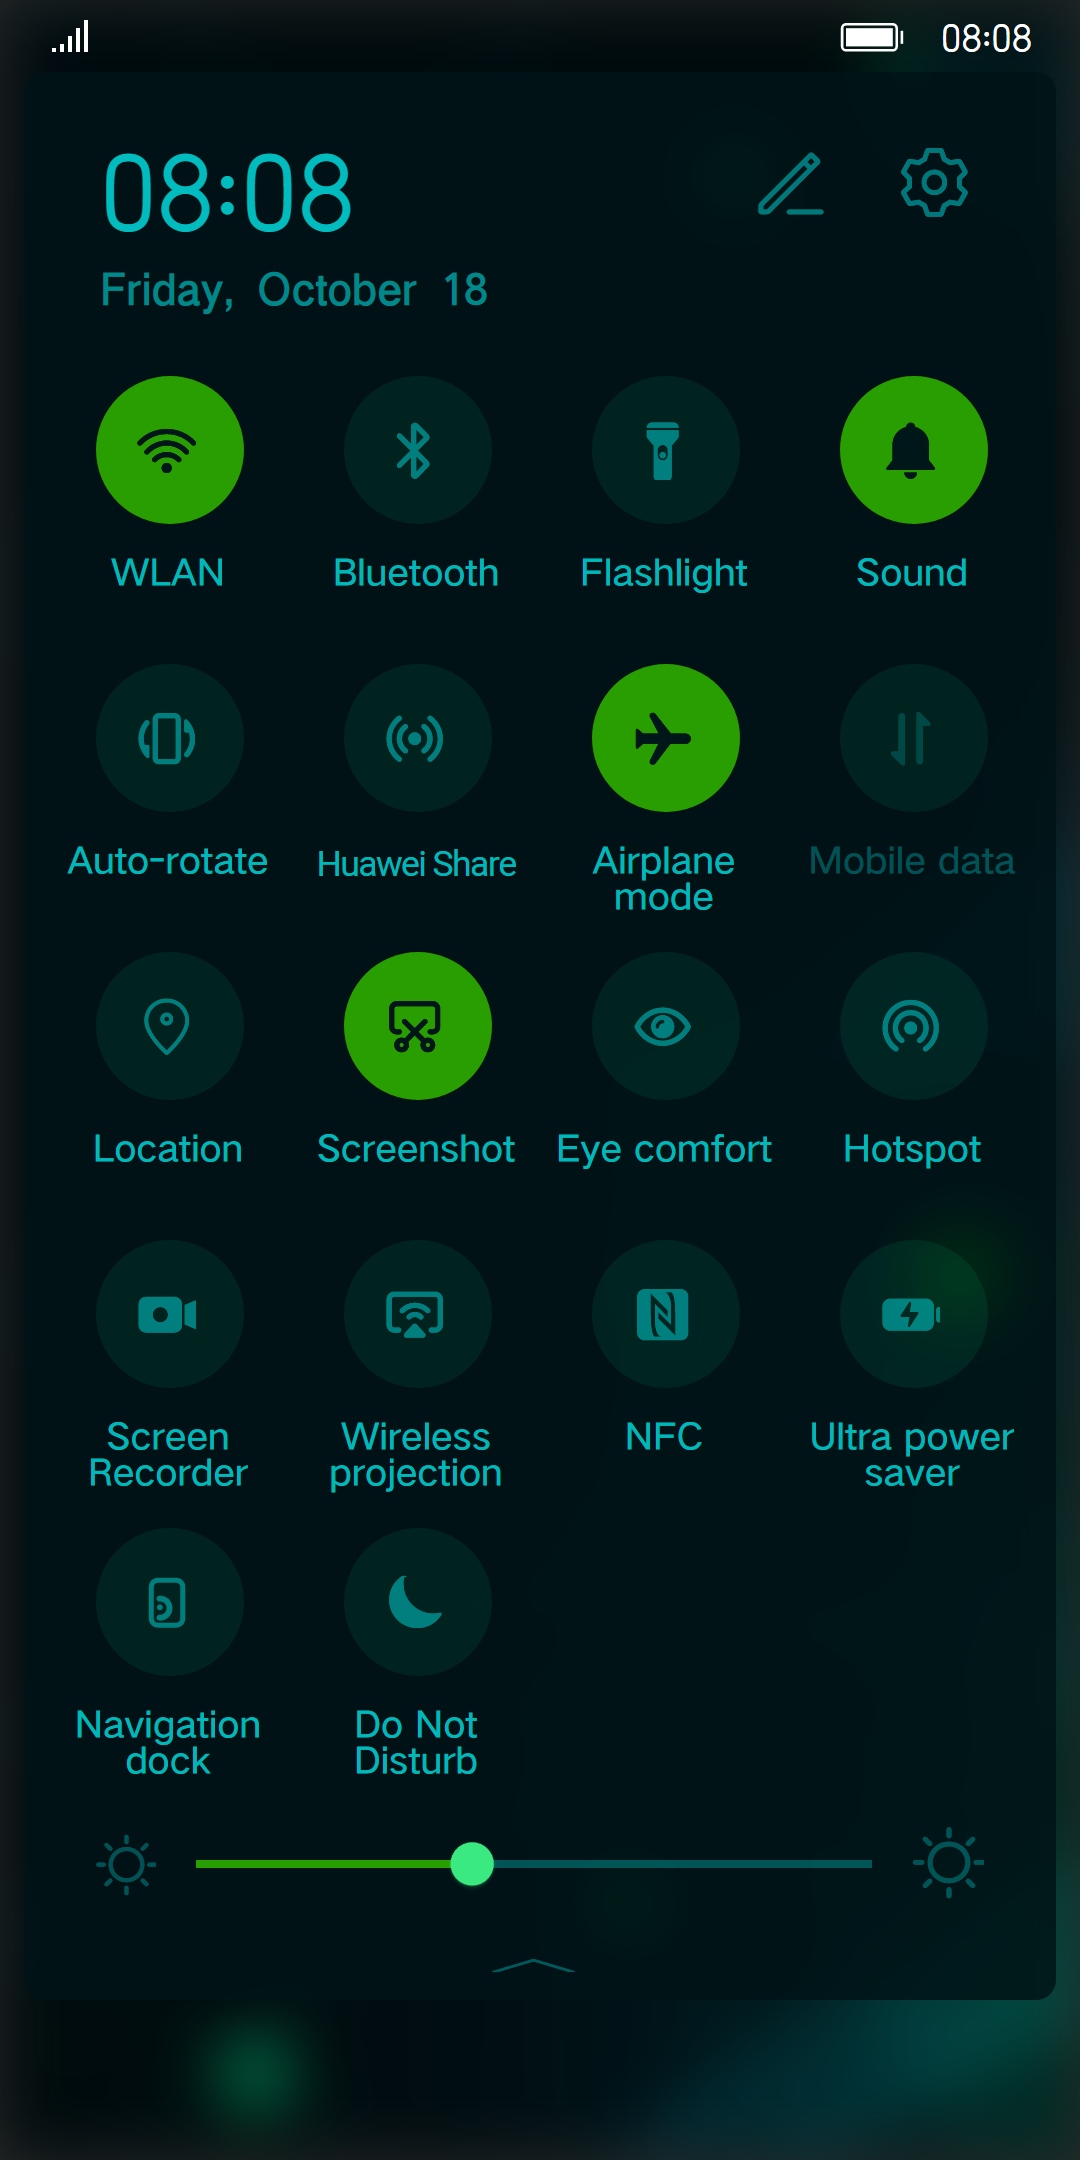 08:08
08:08
Friday, October 18
WLAN
Bluetooth
Flashlight
Sound
Auto-rotate
Huawei Share
Airplane
mode
Mobile data
Location
Screenshot
Eye comfort
Hotspot
Screen
Recorder
Wireless
projection
NFC
Ultra power
saver
Navigation
dock
Do Not
Disturb